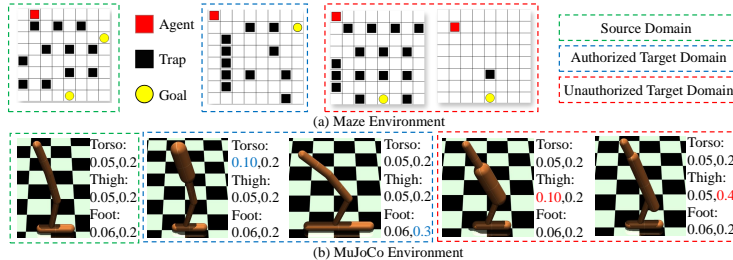 Agent
Trap
Goal
Source Domain
Authorized Target Domain
Unauthorized Target Domain
(a) Maze Environment
Torso:
0.05,0.2
Thigh:
0.05,0.2
Foot:
0.06,0.2
Torso:
0.10,0.2
Thigh:
0.05,0.2
Foot:
0.06,0.2
Torso:
0.05,0.2
Thigh:
0.05,0.2
Foot:
0.06,0.3
Torso:
0.05,0.2
Thigh:
0.10,0.2
Foot:
0.06,0.2
Torso:
0.05,0.2
Thigh:
0.05,0.4
Foot:
0.06,0.2
(b) MuJoCo Environment